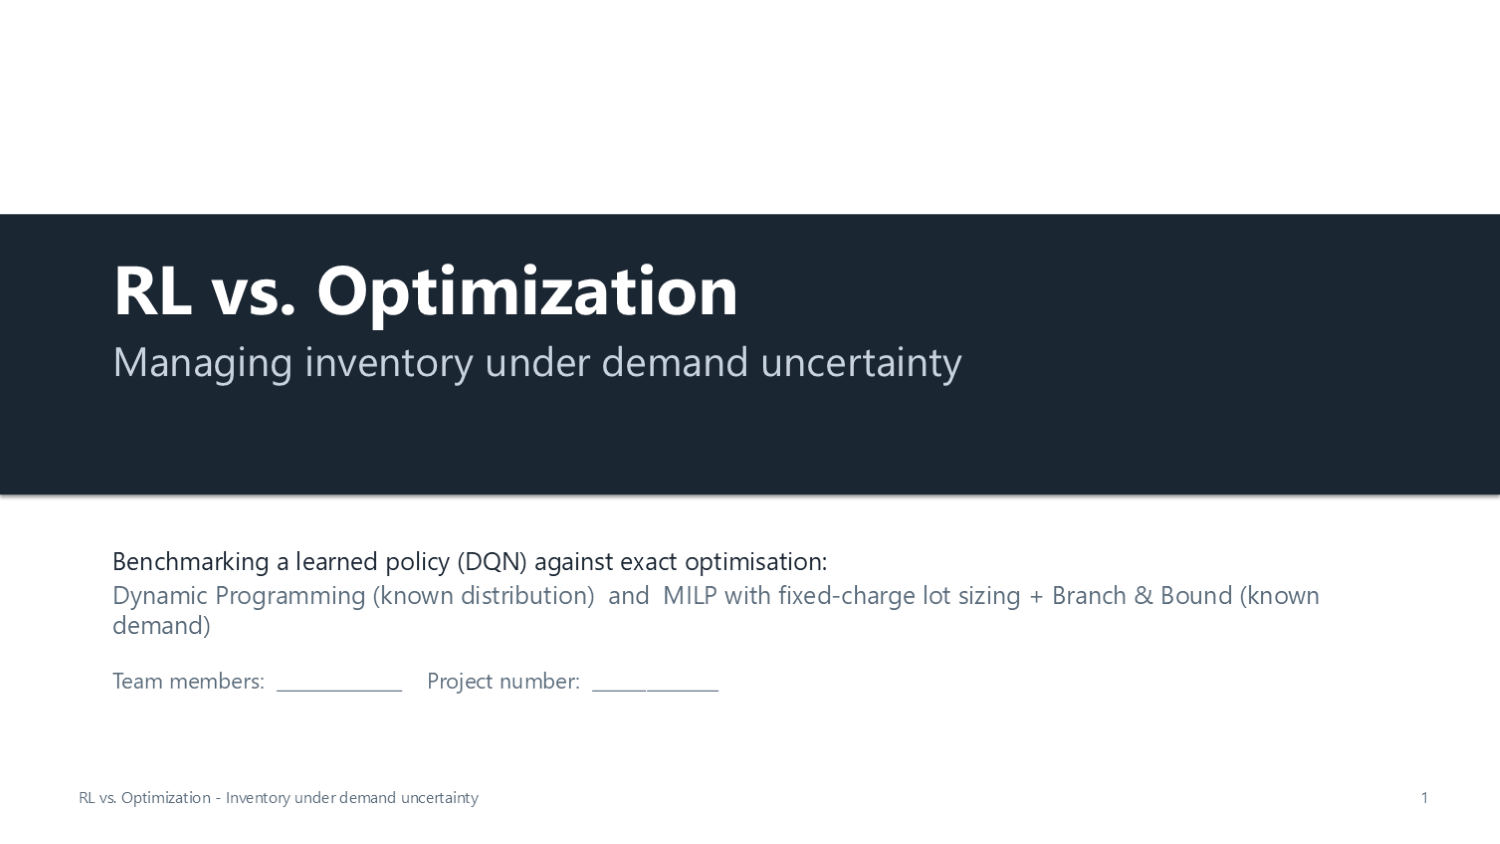 RL vs. Optimization
Managing inventory under demand uncertainty
Benchmarking a learned policy (DQN) against exact optimisation:
Dynamic Programming (known distribution)  and  MILP with fixed-charge lot sizing + Branch & Bound (known
demand)
Team members: ____________ Project number: ____________
RL vs. Optimization - Inventory under demand uncertainty
1